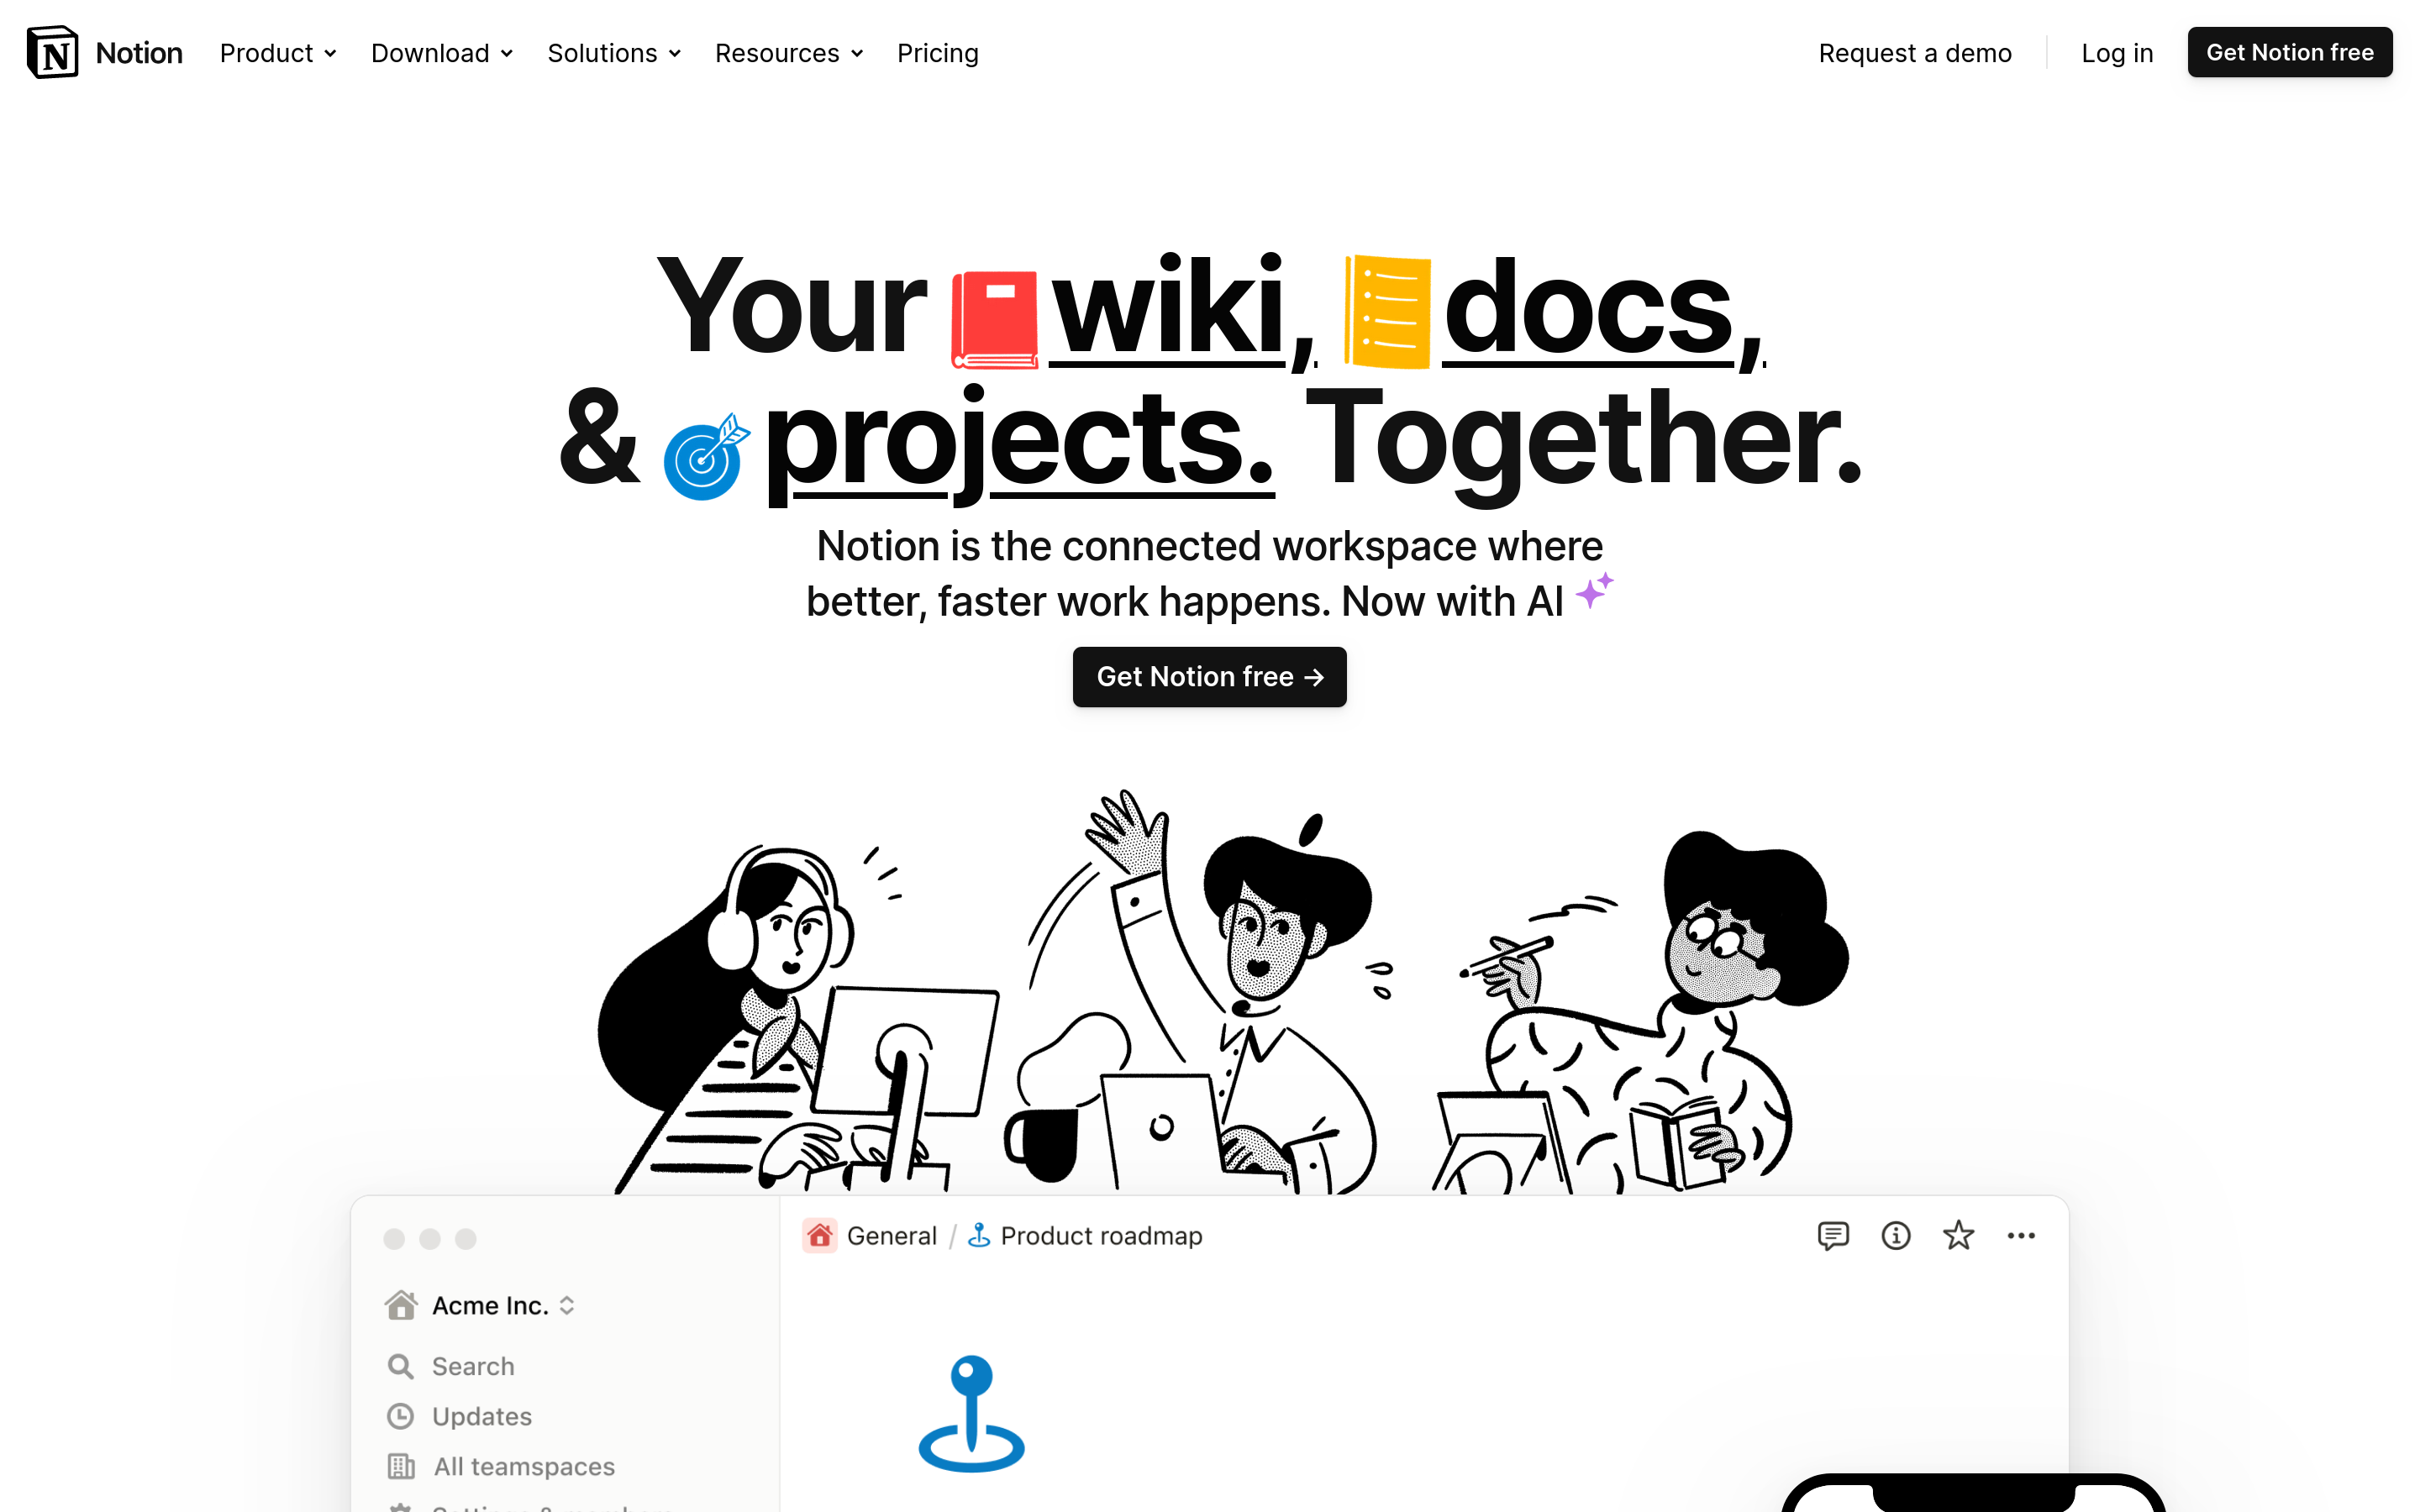 Notion Product Download Solutions Resources Pricing Request a demo Log in Get Notion free
Your wiki, docs,
& projects. Together.
Notion is the connected workspace where
better, faster work happens. Now with AI
Get Notion free →
General / Product roadmap
Acme Inc.
Search
Updates
All teamspaces